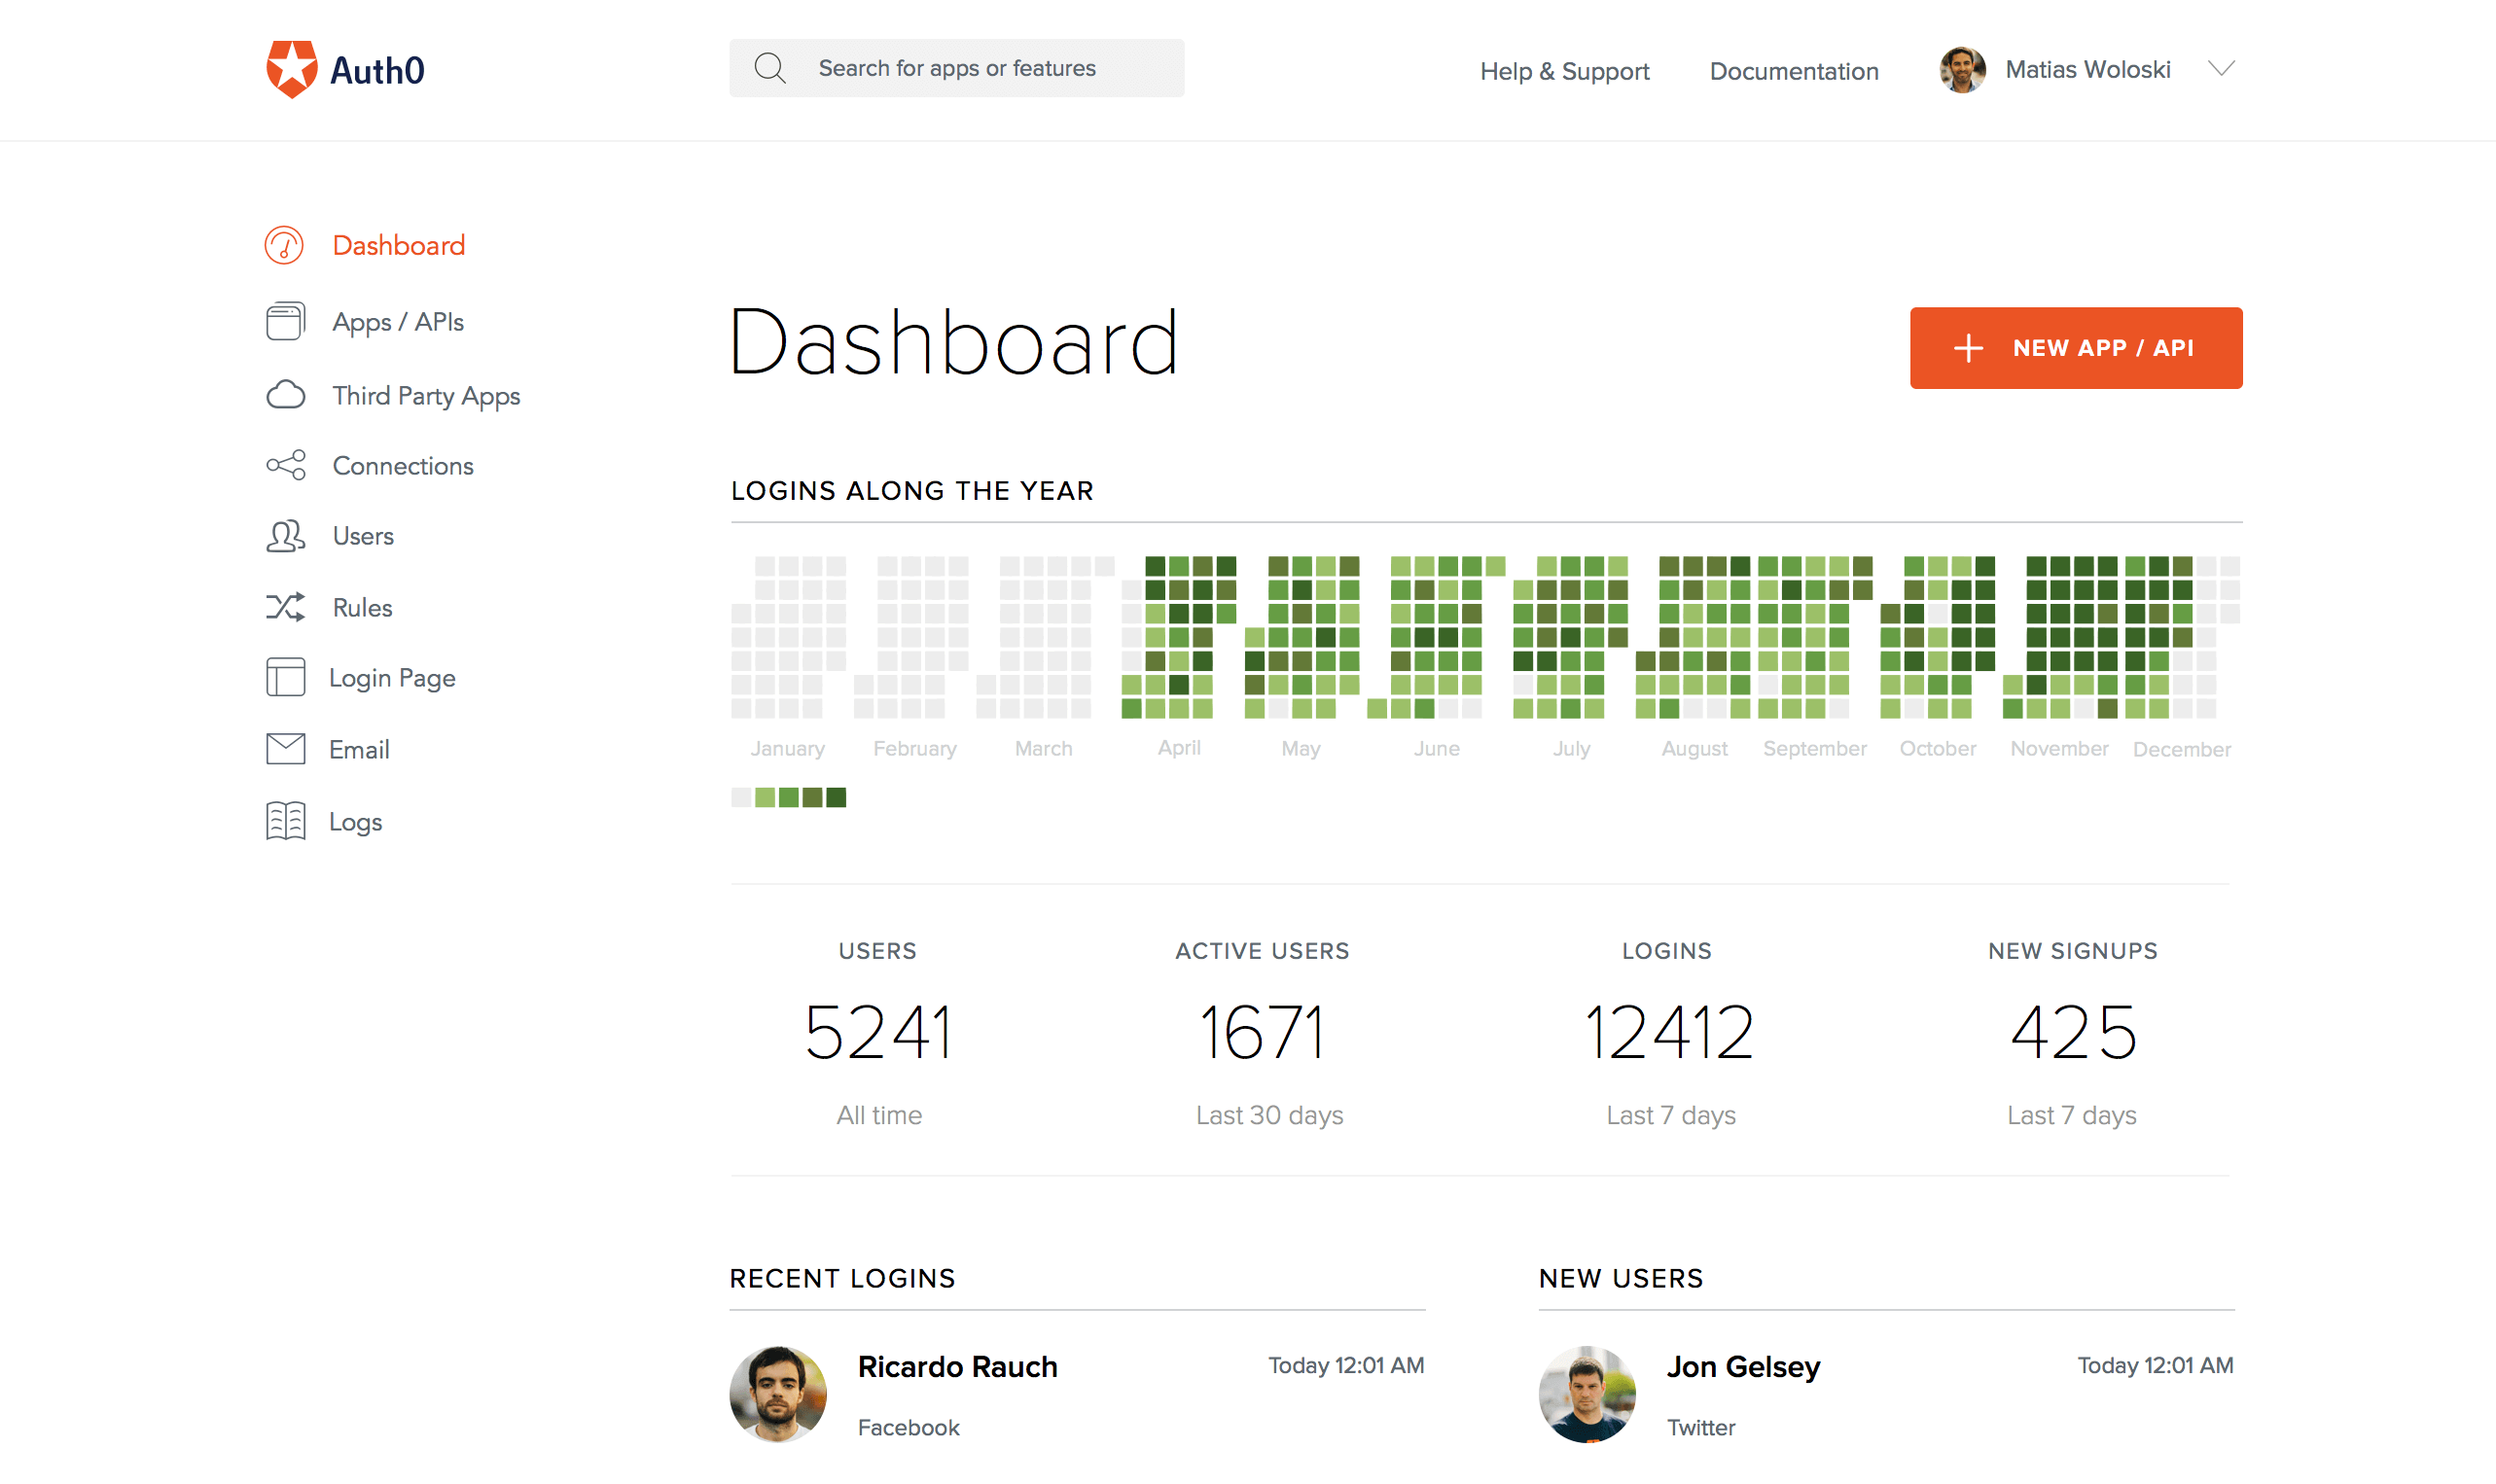 Auth0
Search for apps or features
Help & Support
Documentation
Matias Woloski
Dashboard
Apps / APIs
Third Party Apps
Connections
Users
Rules
Login Page
Email
Logs
Dashboard
NEW APP / API
LOGINS ALONG THE YEAR
January February March April May June July August September October November December
USERS
5241
All time
ACTIVE USERS
1671
Last 30 days
LOGINS
12412
Last 7 days
NEW SIGNUPS
425
Last 7 days
RECENT LOGINS
Ricardo Rauch
Today 12:01 AM
Facebook
NEW USERS
Jon Gelsey
Today 12:01 AM
Twitter